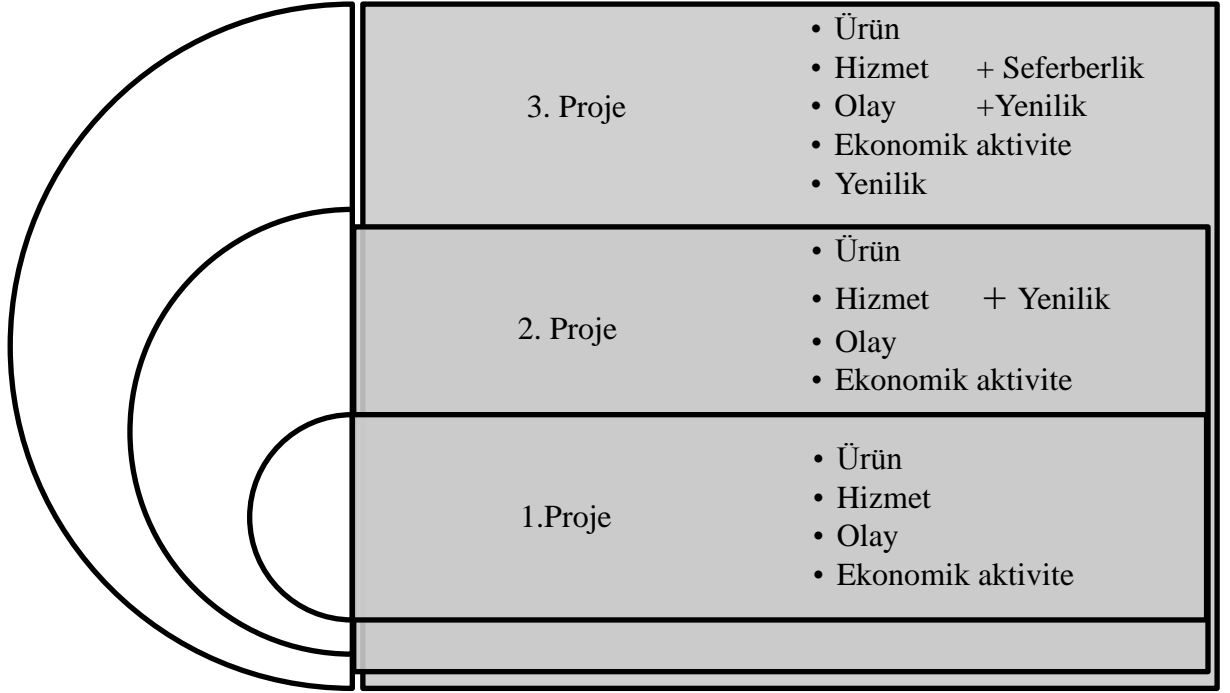 3. Proje
• Ürün
• Hizmet + Seferberlik
• Olay +Yenilik
• Ekonomik aktivite
• Yenilik
2. Proje
• Ürün
• Hizmet + Yenilik
• Olay
• Ekonomik aktivite
1.Proje
• Ürün
• Hizmet
• Olay
• Ekonomik aktivite